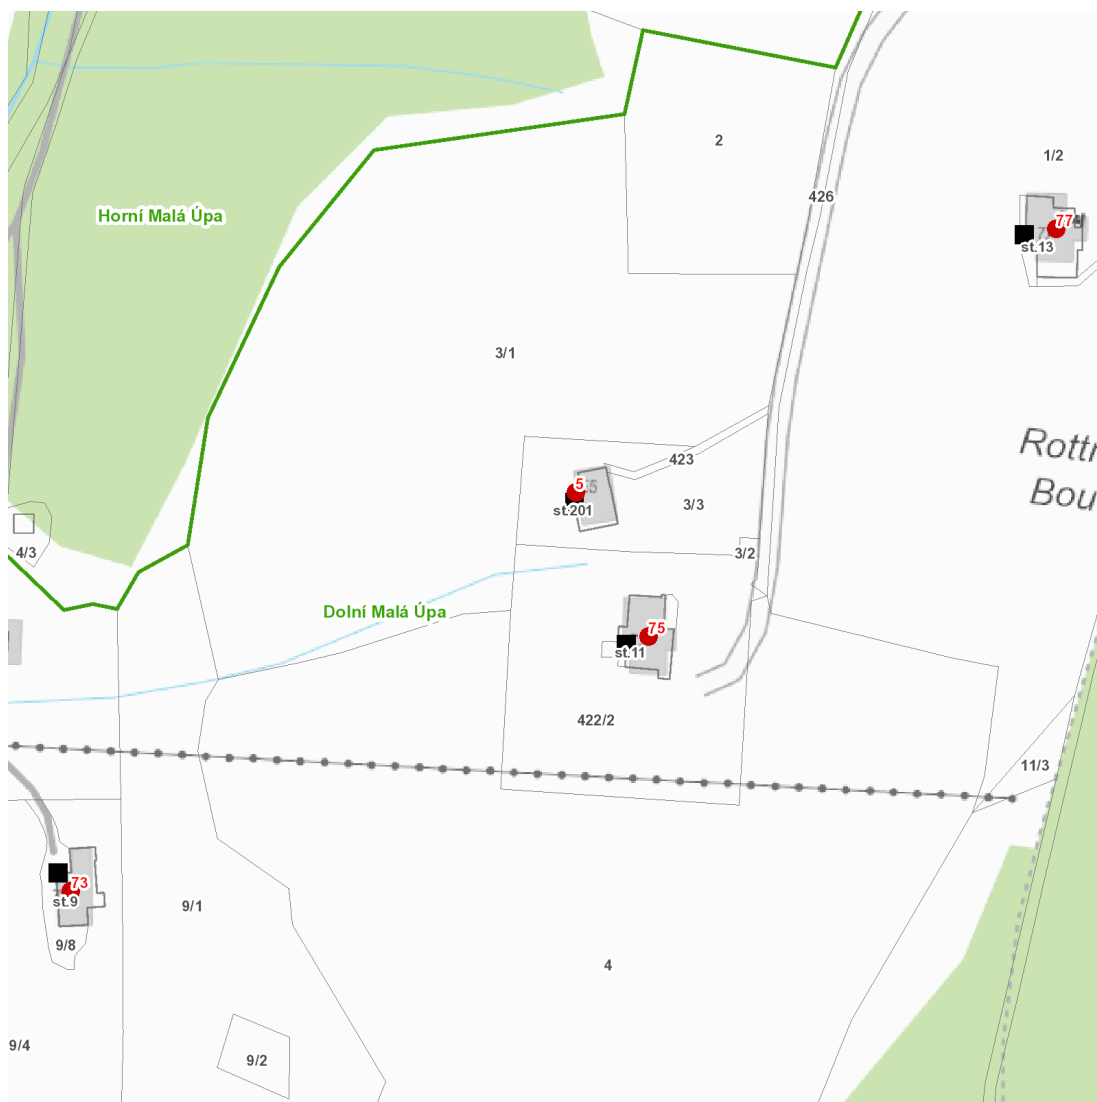 2
1/2
426
Horní Malá Úpa
77
st.13
3/1
Rottr
Bou
423
5
st.201
3/3
4/3
3/2
Dolní Malá Úpa
75
st.11
422/2
11/3
73
st.9
9/1
9/8
4
9/4
9/2